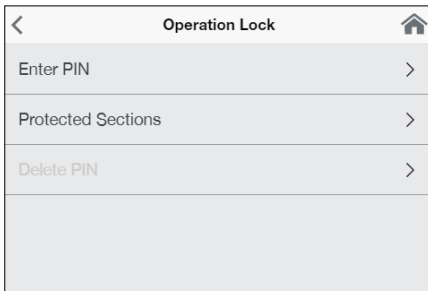 Operation Lock
Enter PIN
Protected Sections
Delete PIN